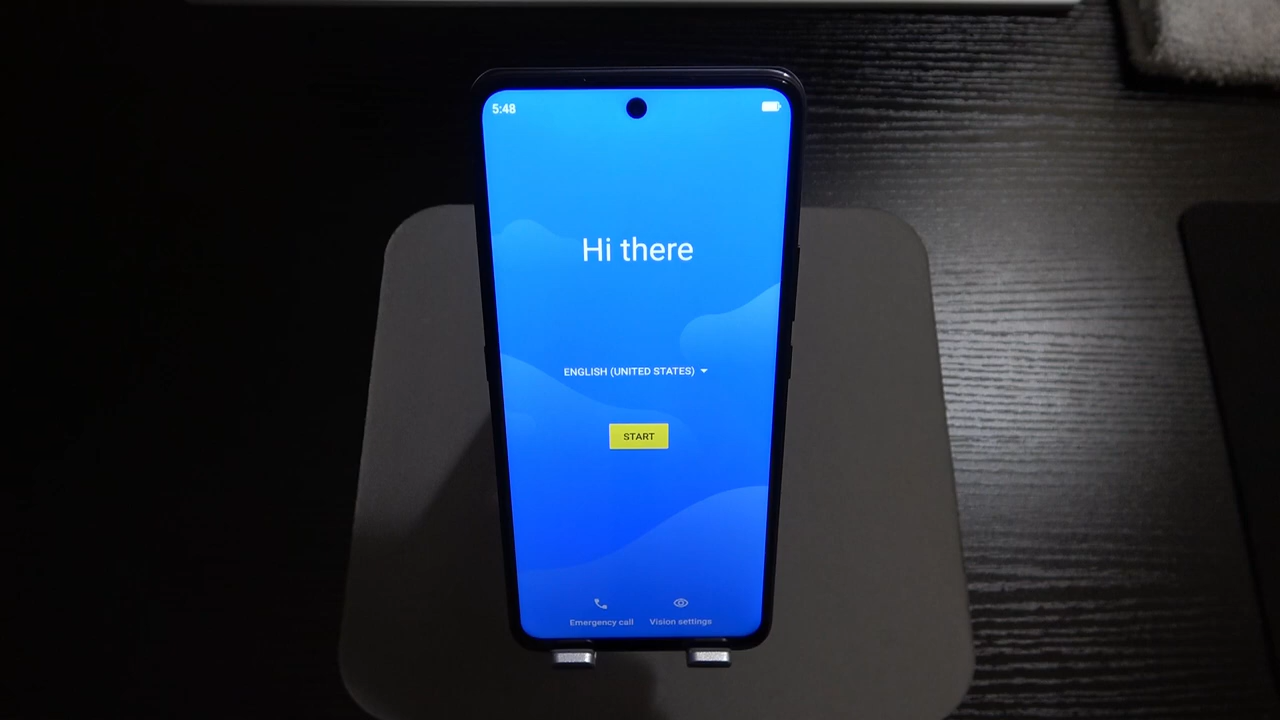 5:48
Hi there
ENGLISH (UNITED STATES)
START
Emergency call
Vision settings